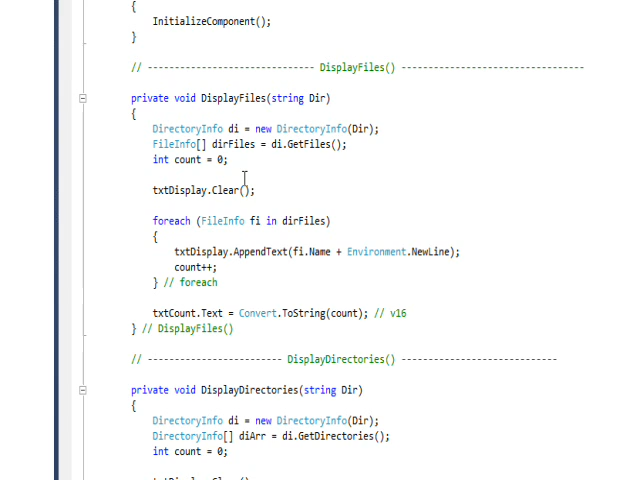 {
InitializeComponent();
}
// ------------------------------- DisplayFiles() ----------------------------------
private void DisplayFiles(string Dir)
{
DirectoryInfo di = new DirectoryInfo(Dir);
FileInfo[] dirFiles = di.GetFiles();
int count = 0;
txtDisplay.Clear();
foreach (FileInfo fi in dirFiles)
{
txtDisplay.AppendText(fi.Name + Environment.NewLine);
count++;
} // foreach
txtCount.Text = Convert.ToString(count); // v16
} // DisplayFiles()
// ------------------------- DisplayDirectories() -----------------------------
private void DisplayDirectories(string Dir)
{
DirectoryInfo di = new DirectoryInfo(Dir);
DirectoryInfo[] diArr = di.GetDirectories();
int count = 0;